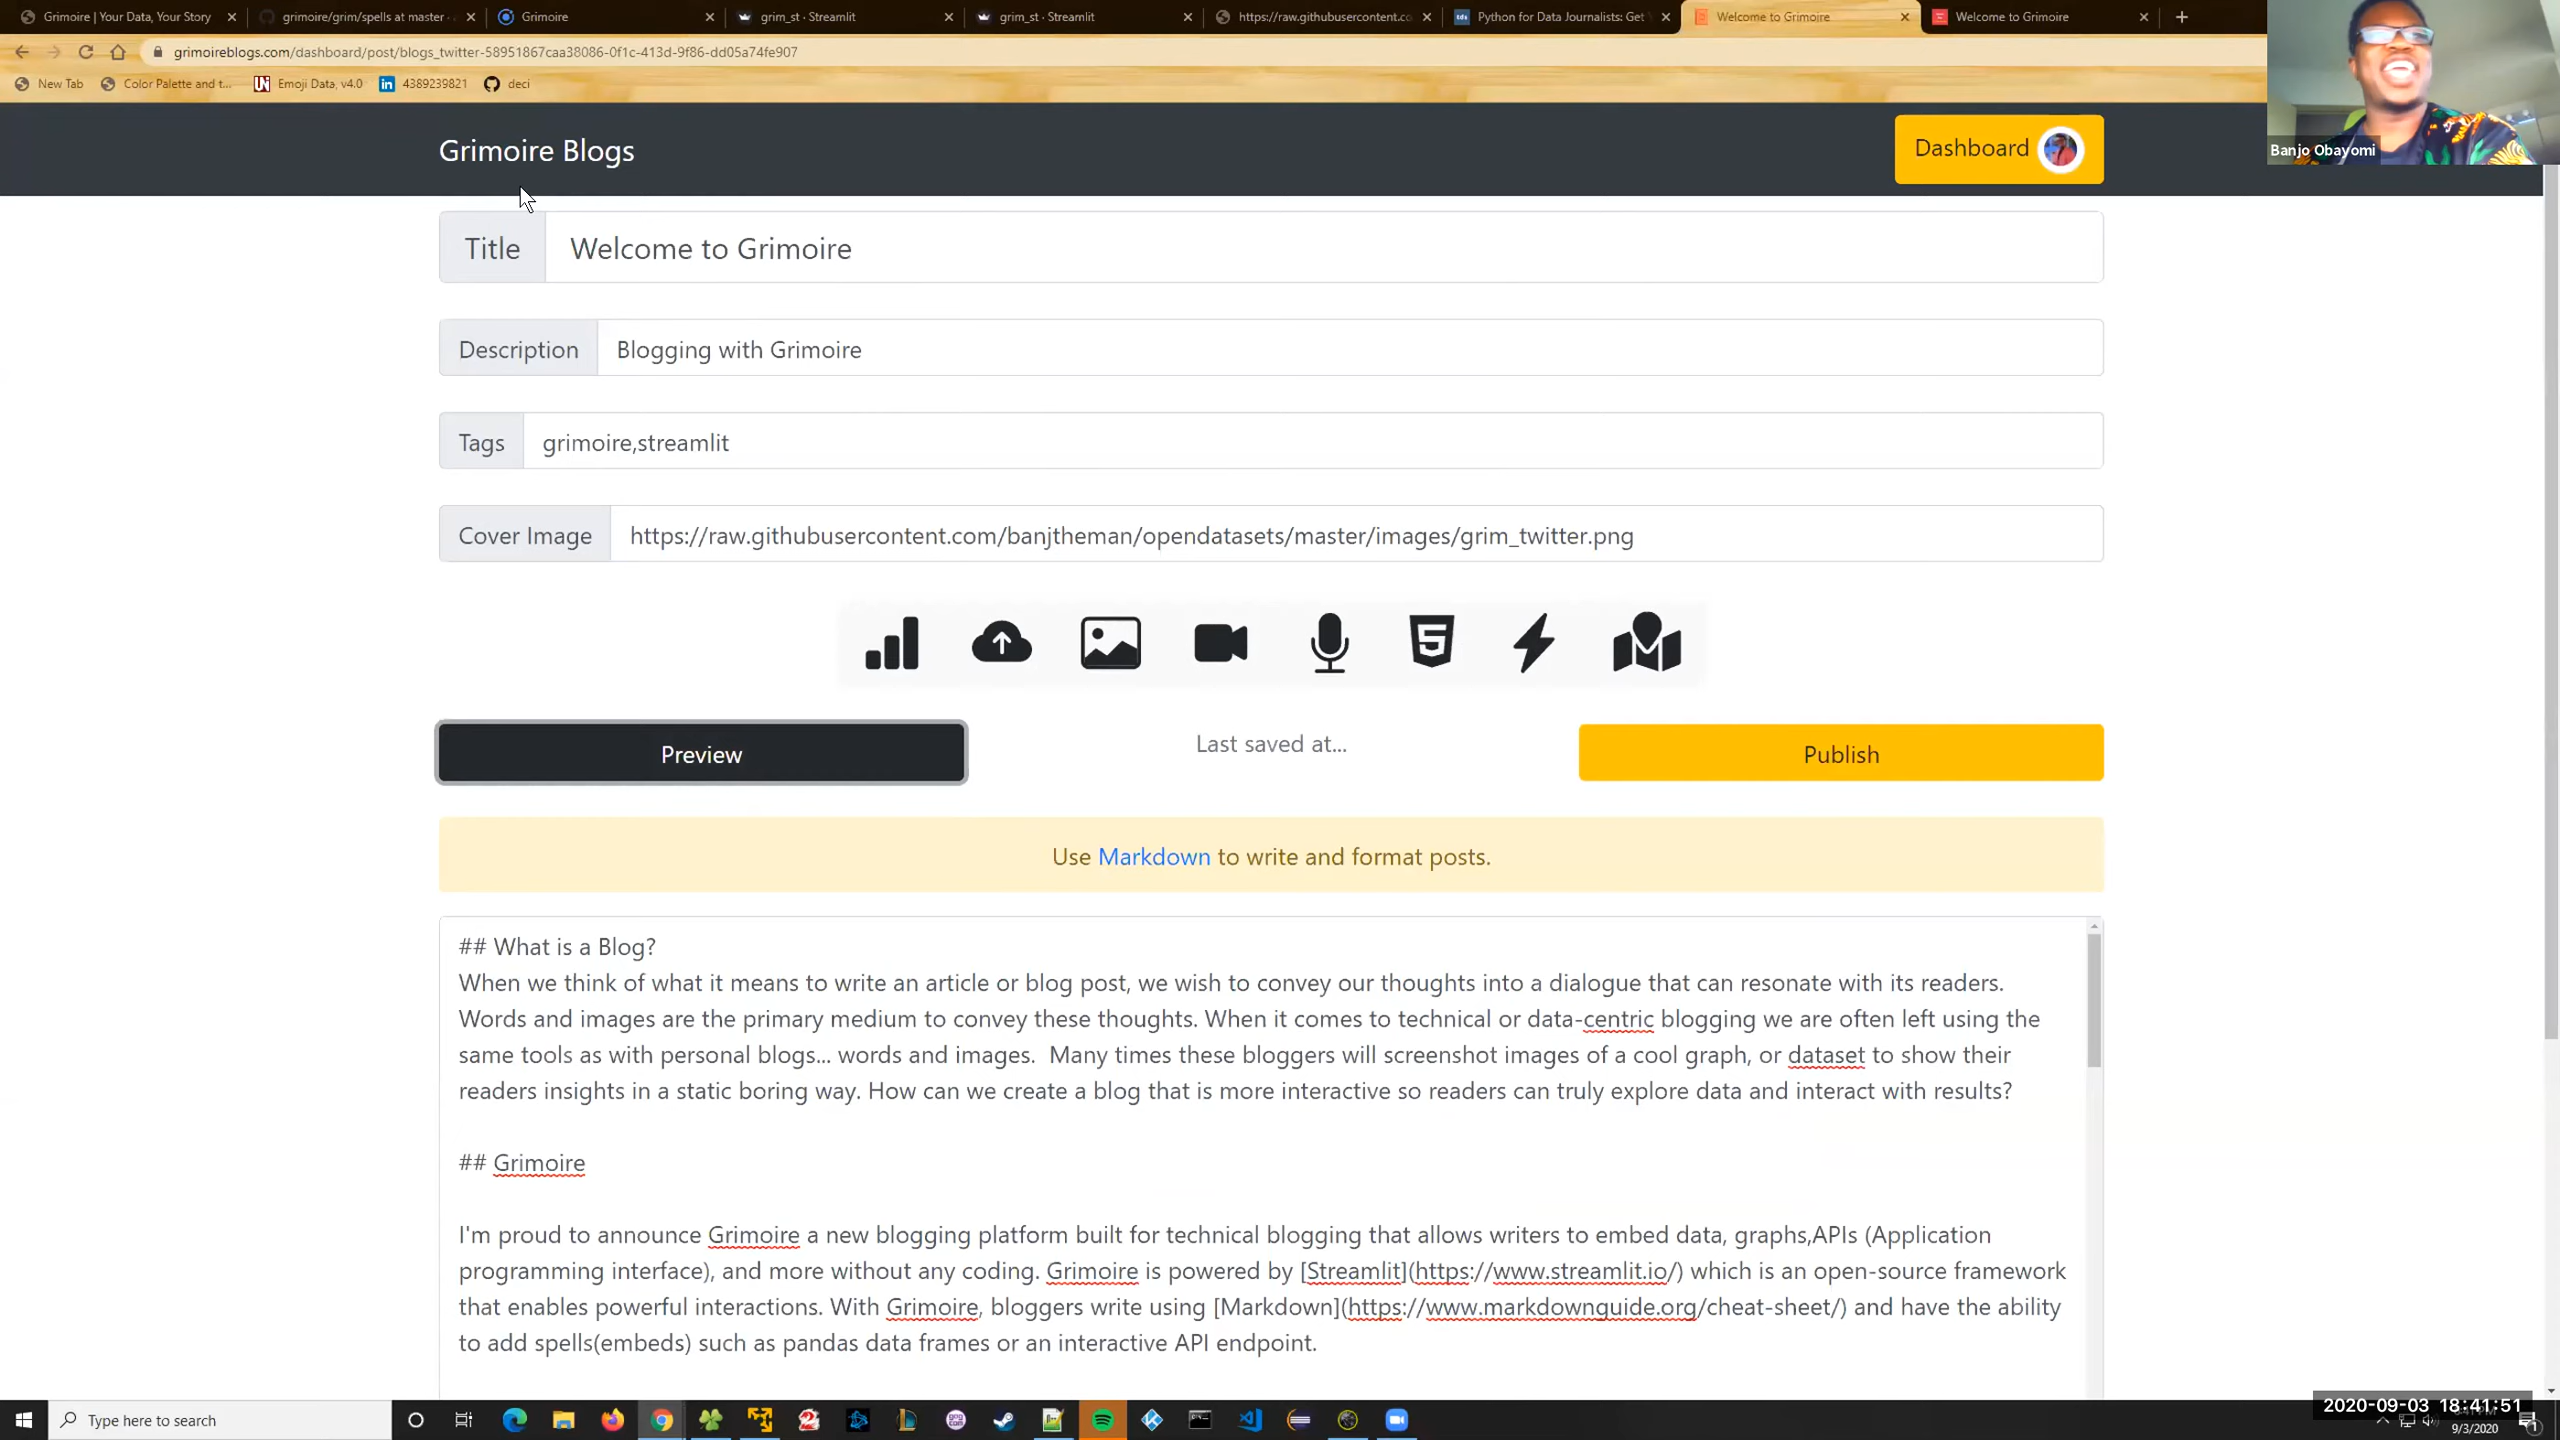 Grimoire | Your Data, Your Story
grimoire/grim/spells at master ·
Grimoire
grim_st · Streamlit
grim_st · Streamlit
https://raw.githubusercontent.co
Python for Data Journalists: Get
Welcome to Grimoire
Welcome to Grimoire
grimoireblogs.com/dashboard/post/blogs_twitter-58951867caa38086-0f1c-413d-9f86-dd05a74fe907
New Tab
Color Palette and t...
Emoji Data, v4.0
4389239821
deci
Banjo Obayomi
Grimoire Blogs
Dashboard
Title
Welcome to Grimoire
Description
Blogging with Grimoire
Tags
grimoire,streamlit
Cover Image
https://raw.githubusercontent.com/banjtheman/opendatasets/master/images/grim_twitter.png
Preview
Last saved at...
Publish
Use Markdown to write and format posts.
## What is a Blog?
When we think of what it means to write an article or blog post, we wish to convey our thoughts into a dialogue that can resonate with its readers.
Words and images are the primary medium to convey these thoughts. When it comes to technical or data-centric blogging we are often left using the
same tools as with personal blogs... words and images.  Many times these bloggers will screenshot images of a cool graph, or dataset to show their
readers insights in a static boring way. How can we create a blog that is more interactive so readers can truly explore data and interact with results?
## Grimoire
I'm proud to announce Grimoire a new blogging platform built for technical blogging that allows writers to embed data, graphs,APIs (Application
programming interface), and more without any coding. Grimoire is powered by [Streamlit](https://www.streamlit.io/) which is an open-source framework
that enables powerful interactions. With Grimoire, bloggers write using [Markdown](https://www.markdownguide.org/cheat-sheet/) and have the ability
to add spells(embeds) such as pandas data frames or an interactive API endpoint.
Type here to search
2020-09-03 18:41:51
9/3/2020